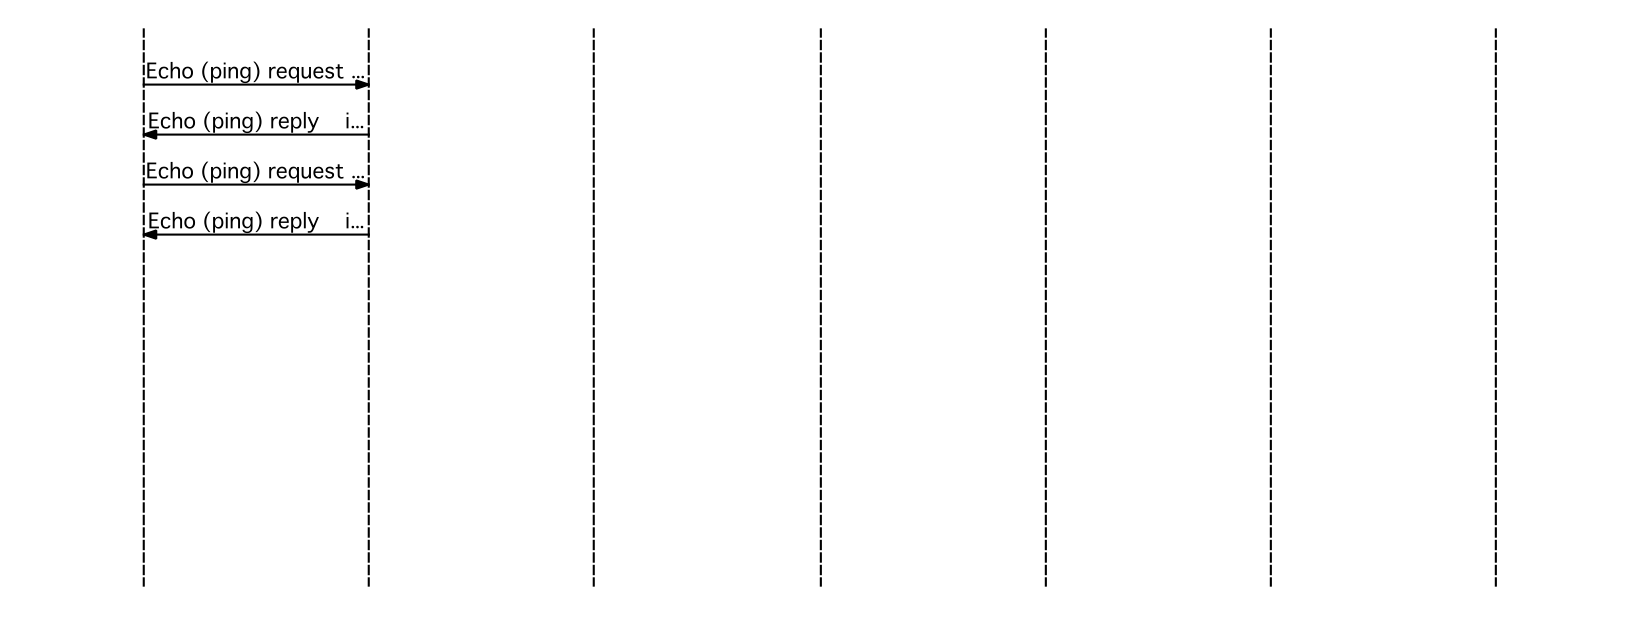 Echo (ping) request ...
Echo (ping) reply    i...
Echo (ping) request ...
Echo (ping) reply    i...